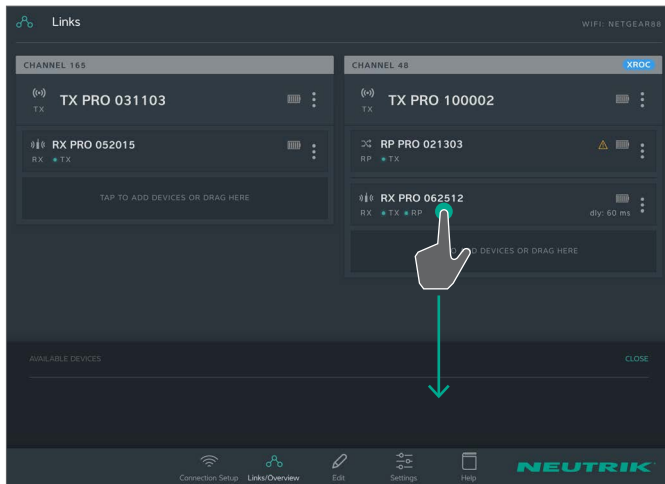 Links
WIFI: NETGEAR88
CHANNEL 165
TX
TX PRO 031103
RX PRO 052015
RX TX
TAP TO ADD DEVICES OR DRAG HERE
CHANNEL 48
XROC
TX
TX PRO 100002
RP PRO 021303
RP TX
RX PRO 062512
RX TX RP
dly: 60 ms
ADD DEVICES OR DRAG HERE
AVAILABLE DEVICES
CLOSE
Connection Setup
Links/Overview
Edit
Settings
Help
NEUTRIK